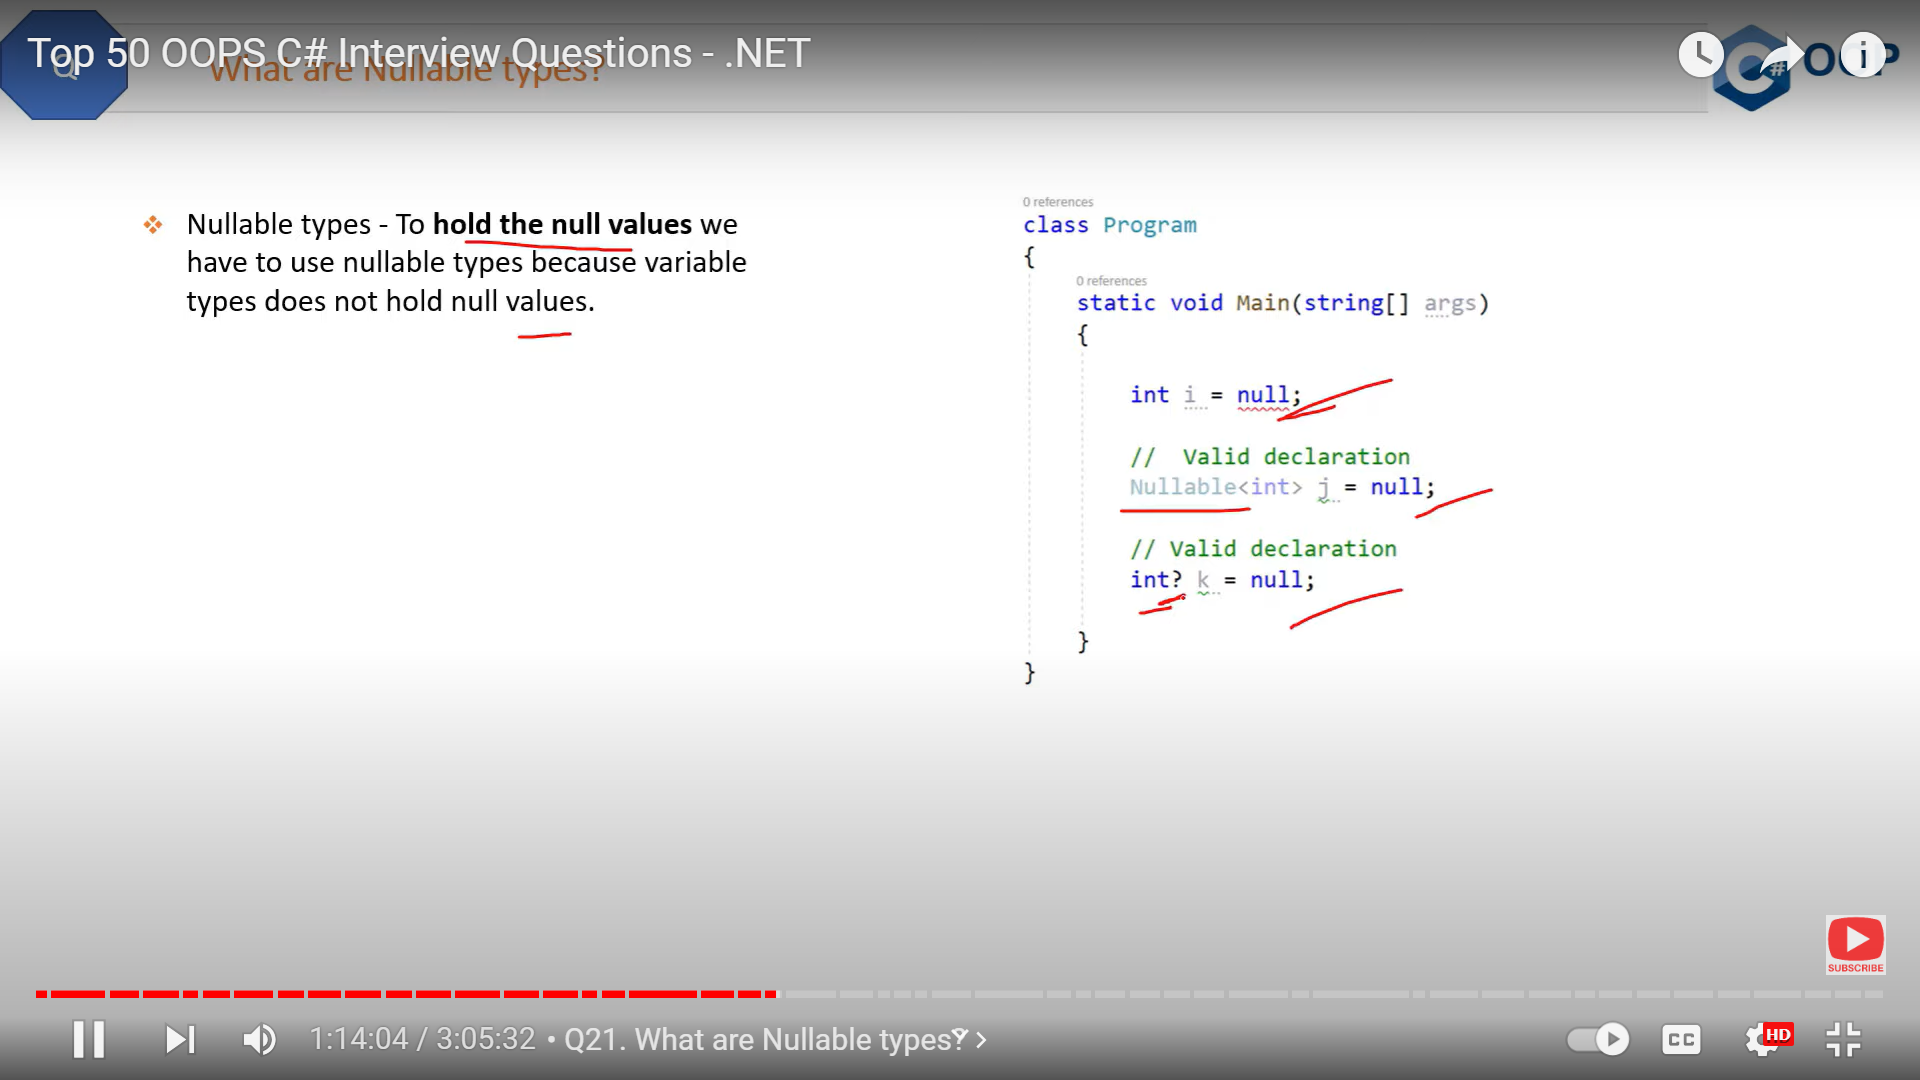 Top 50 OOPS C# Interview Questions - .NET
Q
What are Nullable types?
C# OOP
Nullable types - To hold the null values we
have to use nullable types because variable
types does not hold null values.
0 references
class Program
{
0 references
static void Main(string[] args)
{
int i = null;
// Valid declaration
Nullable<int> j = null;
// Valid declaration
int? k = null;
}
}
SUBSCRIBE
1:14:04 / 3:05:32 • Q21. What are Nullable types? >
CC
HD